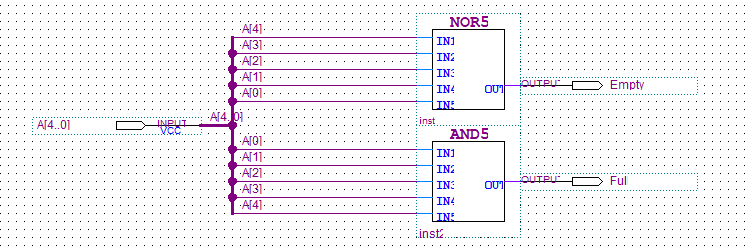 NOR5
A[4] IN1
A[3] IN2
A[2] IN3
A[1] IN4 OUT OUTPUT Empty
A[0] IN5
inst
A[4..0] INPUT VCC A[4..0]
AND5
A[0] IN1
A[1] IN2
A[2] IN3 OUT OUTPUT Ful
A[3] IN4
A[4] IN5
inst2